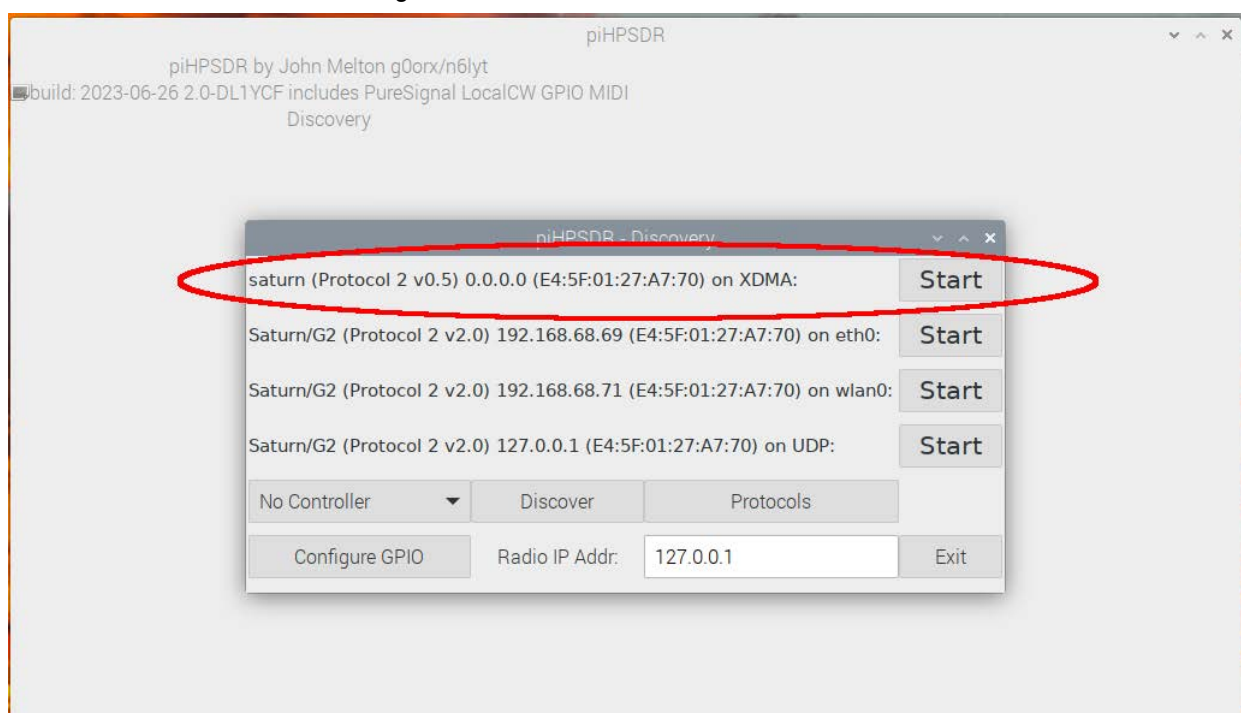 piHPSDR
piHPSDR by John Melton g0orx/n6lyt
build: 2023-06-26 2.0-DL1YCF includes PureSignal LocalCW GPIO MIDI
Discovery
piHPSDR - Discovery
saturn (Protocol 2 v0.5) 0.0.0.0 (E4:5F:01:27:A7:70) on XDMA: Start
Saturn/G2 (Protocol 2 v2.0) 192.168.68.69 (E4:5F:01:27:A7:70) on eth0: Start
Saturn/G2 (Protocol 2 v2.0) 192.168.68.71 (E4:5F:01:27:A7:70) on wlan0: Start
Saturn/G2 (Protocol 2 v2.0) 127.0.0.1 (E4:5F:01:27:A7:70) on UDP: Start
No Controller Discover Protocols
Configure GPIO Radio IP Addr: 127.0.0.1 Exit